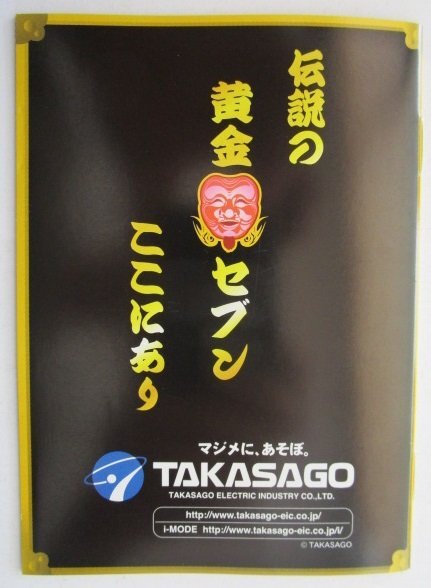 伝説の
黄金
セブン
ここにあり
マジメに、あそぼ。
TAKASAGO
TAKASAGO ELECTRIC INDUSTRY CO.,LTD.
http://www.takasago-eic.co.jp/
i-MODE http://www.takasago-eic.co.jp/i/
© TAKASAGO